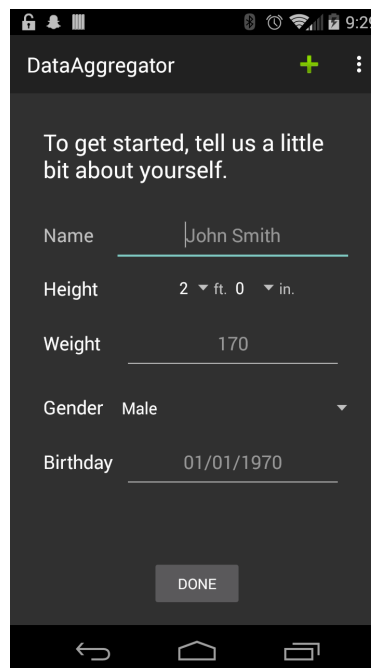 9:29
DataAggregator
To get started, tell us a little
bit about yourself.
Name John Smith
Height 2 ft. 0 in.
Weight 170
Gender Male
Birthday 01/01/1970
DONE